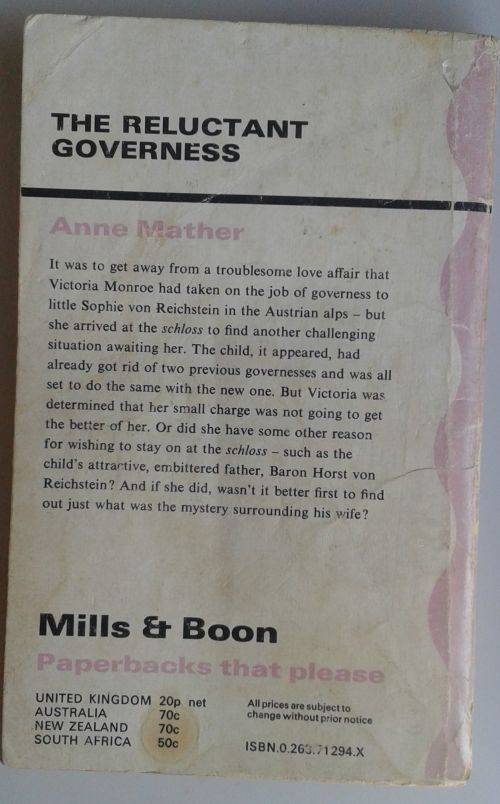 THE RELUCTANT
GOVERNESS
Anne Mather
It was to get away from a troublesome love affair that
Victoria Monroe had taken on the job of governess to
little Sophie von Reichstein in the Austrian alps – but
she arrived at the schloss to find another challenging
situation awaiting her. The child, it appeared, had
already got rid of two previous governesses and was all
set to do the same with the new one. But Victoria was
determined that her small charge was not going to get
the better of her. Or did she have some other reason
for wishing to stay on at the schloss – such as the
child's attractive, embittered father, Baron Horst von
Reichstein? And if she did, wasn't it better first to find
out just what was the mystery surrounding his wife?
Mills & Boon
Paperbacks that please
UNITED KINGDOM 20p net
AUSTRALIA 70c
NEW ZEALAND 70c
SOUTH AFRICA 50c
All prices are subject to
change without prior notice
ISBN.0.263.71294.X